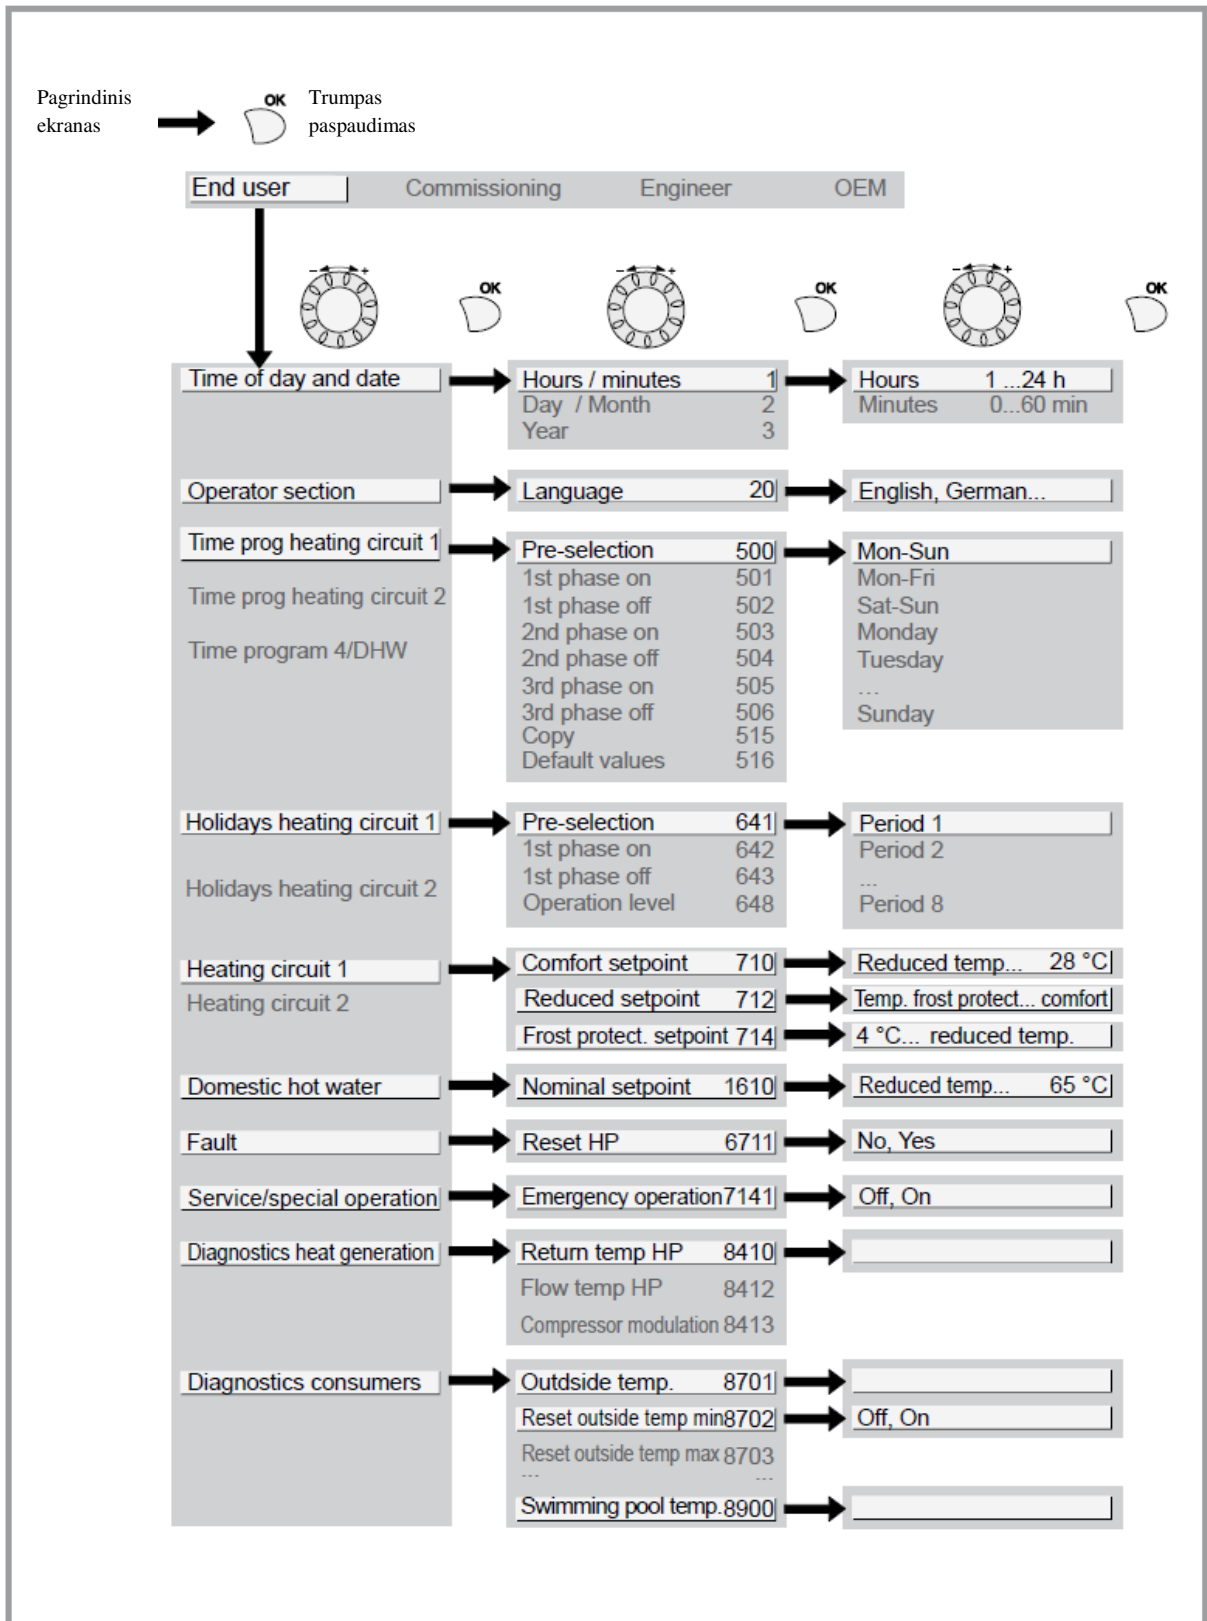 Pagrindinis ekranas
OK
Trumpas paspaudimas
End user Commissioning Engineer OEM
- + OK - + OK - + OK
Time of day and date Hours / minutes 1 Hours 1 ...24 h
Day / Month 2 Minutes 0...60 min
Year 3
Operator section Language 20 English, German...
Time prog heating circuit 1 Pre-selection 500 Mon-Sun
1st phase on 501 Mon-Fri
Time prog heating circuit 2 1st phase off 502 Sat-Sun
2nd phase on 503 Monday
Time program 4/DHW 2nd phase off 504 Tuesday
3rd phase on 505 ...
3rd phase off 506 Sunday
Copy 515
Default values 516
Holidays heating circuit 1 Pre-selection 641 Period 1
1st phase on 642 Period 2
Holidays heating circuit 2 1st phase off 643 ...
Operation level 648 Period 8
Heating circuit 1 Comfort setpoint 710 Reduced temp... 28 °C
Heating circuit 2 Reduced setpoint 712 Temp. frost protect... comfort
Frost protect. setpoint 714 4 °C... reduced temp.
Domestic hot water Nominal setpoint 1610 Reduced temp... 65 °C
Fault Reset HP 6711 No, Yes
Service/special operation Emergency operation 7141 Off, On
Diagnostics heat generation Return temp HP 8410
Flow temp HP 8412
Compressor modulation 8413
Diagnostics consumers Outdside temp. 8701
Reset outside temp min 8702 Off, On
Reset outside temp max 8703
... ...
Swimming pool temp. 8900